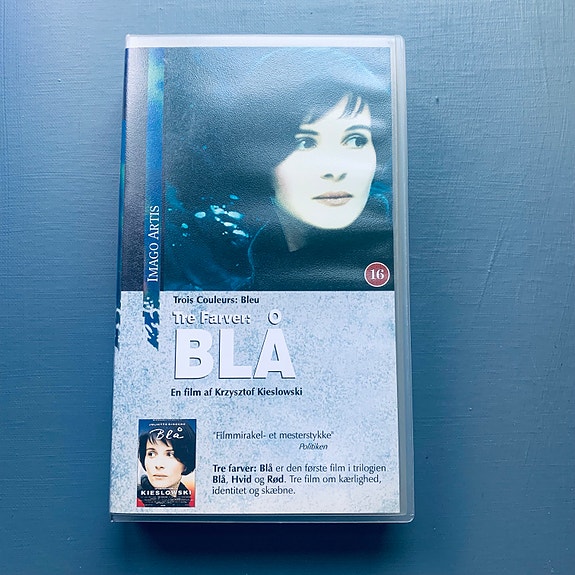 IMAGO ARTIS
16
Trois Couleurs: Bleu
Tre Farver:
BLÅ
En film af Krzysztof Kieslowski
JULIETTE BINOCHE
Blå
KIESLOWSKI
"Filmmirakel- et mesterstykke"
Politiken
Tre farver: Blå er den første film i trilogien
Blå, Hvid og Rød. Tre film om kærlighed,
identitet og skæbne.